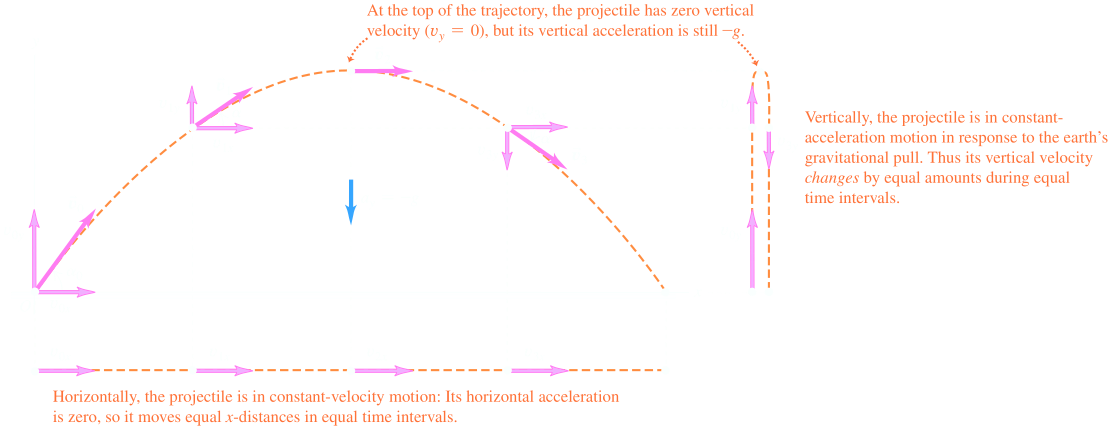 At the top of the trajectory, the projectile has zero vertical
velocity (v_y = 0), but its vertical acceleration is still −g.
Vertically, the projectile is in constant-
acceleration motion in response to the earth's
gravitational pull. Thus its vertical velocity
changes by equal amounts during equal
time intervals.
Horizontally, the projectile is in constant-velocity motion: Its horizontal acceleration
is zero, so it moves equal x-distances in equal time intervals.